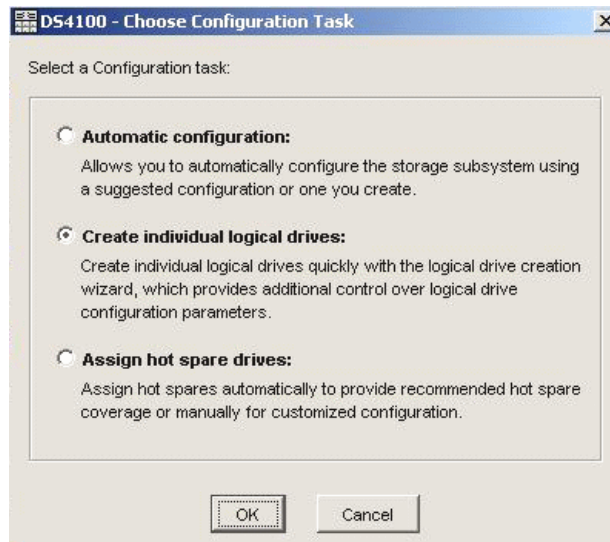 DS4100 - Choose Configuration Task
Select a Configuration task:
Automatic configuration:
Allows you to automatically configure the storage subsystem using
a suggested configuration or one you create.
Create individual logical drives:
Create individual logical drives quickly with the logical drive creation
wizard, which provides additional control over logical drive
configuration parameters.
Assign hot spare drives:
Assign hot spares automatically to provide recommended hot spare
coverage or manually for customized configuration.
OK Cancel